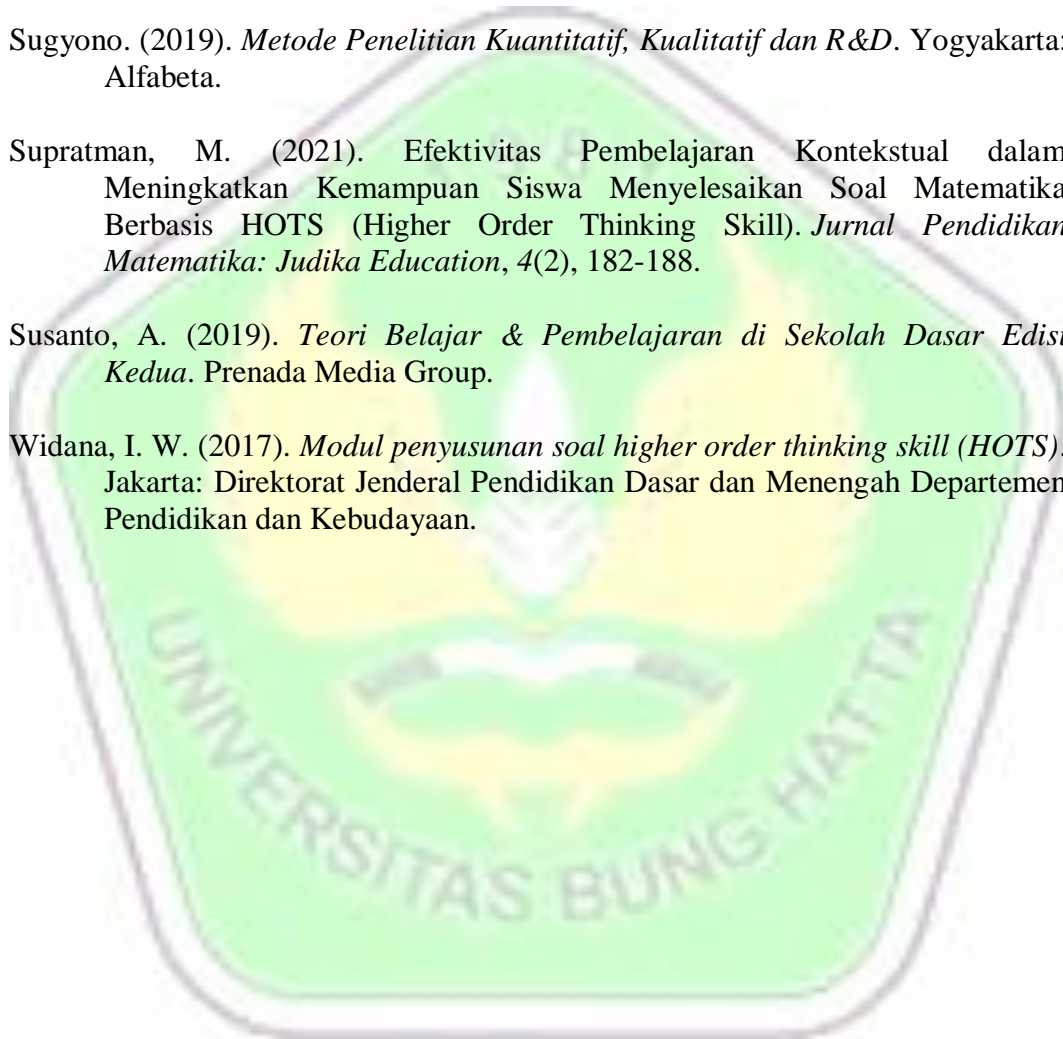 Sugyono. (2019). Metode Penelitian Kuantitatif, Kualitatif dan R&D. Yogyakarta:
Alfabeta.
Supratman, M. (2021). Efektivitas Pembelajaran Kontekstual dalam
Meningkatkan Kemampuan Siswa Menyelesaikan Soal Matematika
Berbasis HOTS (Higher Order Thinking Skill). Jurnal Pendidikan
Matematika: Judika Education, 4(2), 182-188.
Susanto, A. (2019). Teori Belajar & Pembelajaran di Sekolah Dasar Edisi
Kedua. Prenada Media Group.
Widana, I. W. (2017). Modul penyusunan soal higher order thinking skill (HOTS).
Jakarta: Direktorat Jenderal Pendidikan Dasar dan Menengah Departemen
Pendidikan dan Kebudayaan.
UNIVERSITAS BUNG HATTA